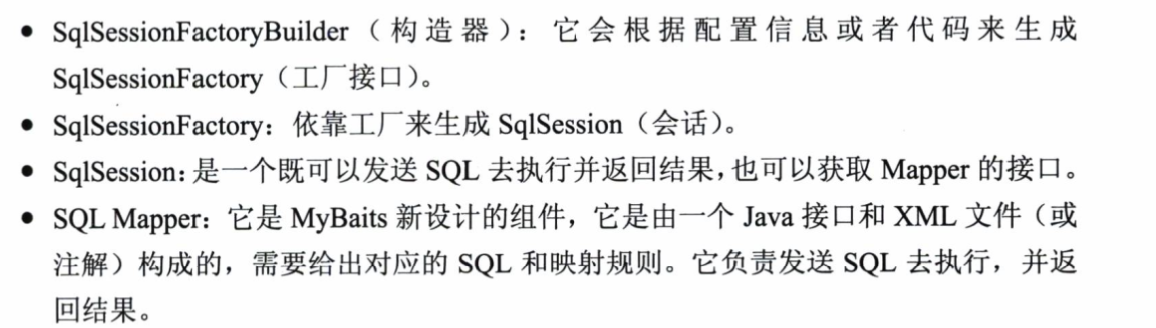 • SqlSessionFactoryBuilder（构造器）：它会根据配置信息或者代码来生成
SqlSessionFactory（工厂接口）。
• SqlSessionFactory：依靠工厂来生成 SqlSession（会话）。
• SqlSession：是一个既可以发送 SQL 去执行并返回结果，也可以获取 Mapper 的接口。
• SQL Mapper：它是 MyBaits 新设计的组件，它是由一个 Java 接口和 XML 文件（或
注解）构成的，需要给出对应的 SQL 和映射规则。它负责发送 SQL 去执行，并返
回结果。